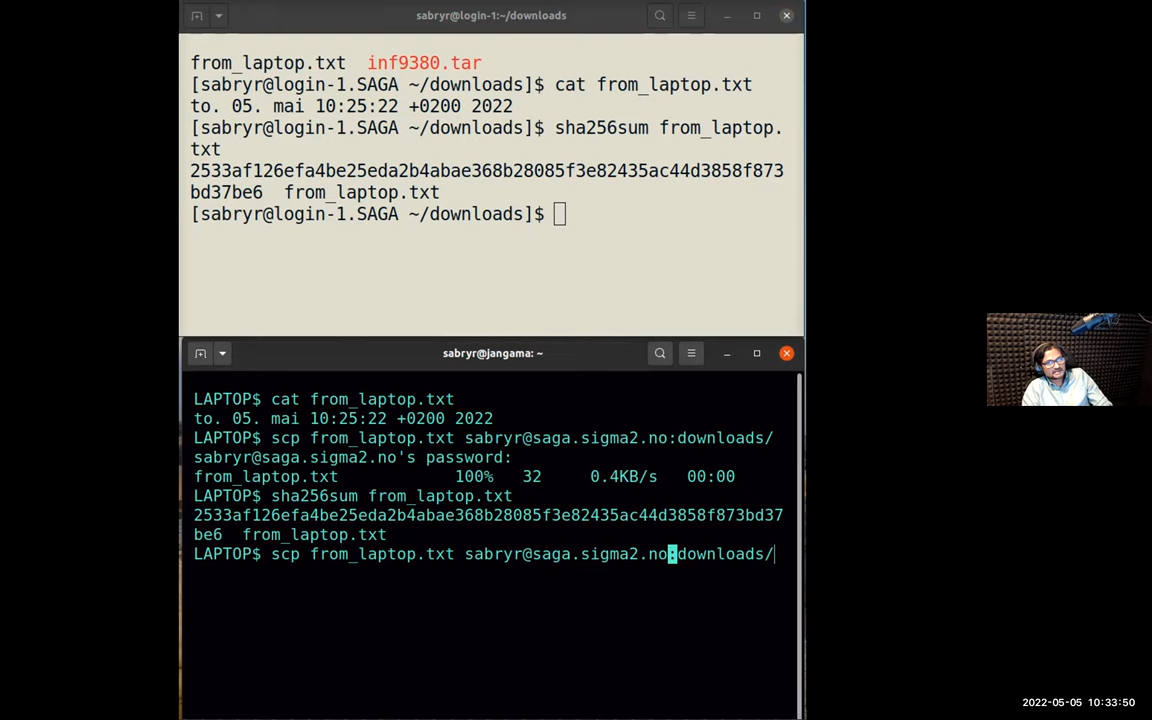 sabryr@login-1:~/downloads
from_laptop.txt  inf9380.tar
[sabryr@login-1.SAGA ~/downloads]$ cat from_laptop.txt
to. 05. mai 10:25:22 +0200 2022
[sabryr@login-1.SAGA ~/downloads]$ sha256sum from_laptop.
txt
2533af126efa4be25eda2b4abae368b28085f3e82435ac44d3858f873
bd37be6  from_laptop.txt
[sabryr@login-1.SAGA ~/downloads]$
sabryr@jangama: ~
LAPTOP$ cat from_laptop.txt
to. 05. mai 10:25:22 +0200 2022
LAPTOP$ scp from_laptop.txt sabryr@saga.sigma2.no:downloads/
sabryr@saga.sigma2.no's password:
from_laptop.txt 100% 32 0.4KB/s 00:00
LAPTOP$ sha256sum from_laptop.txt
2533af126efa4be25eda2b4abae368b28085f3e82435ac44d3858f873bd37
be6  from_laptop.txt
LAPTOP$ scp from_laptop.txt sabryr@saga.sigma2.no:downloads/
2022-05-05 10:33:50